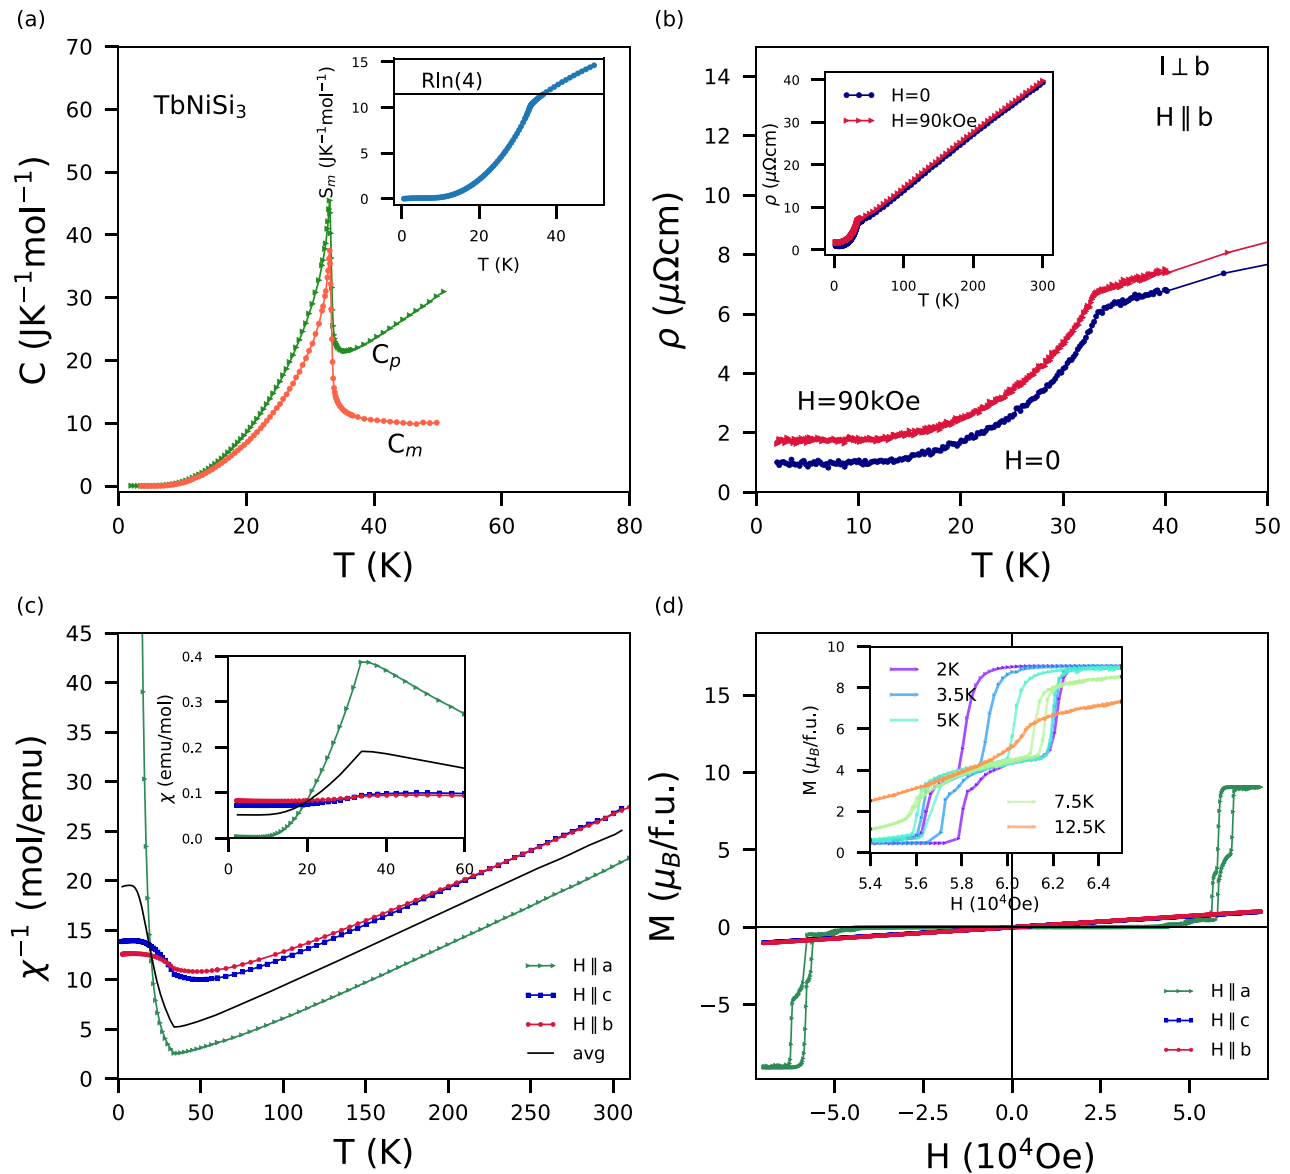 (a)
70
60
50
40
30
20
10
0
C (JK⁻¹mol⁻¹)
TbNiSi₃
Cₚ
Cₘ
0 20 40 60 80
T (K)
15
10
5
0
Sₘ (JK⁻¹mol⁻¹)
Rln(4)
0 20 40
T (K)
(b)
14
12
10
8
6
4
2
0
ρ (μΩcm)
I ⊥ b
H ∥ b
H=90kOe
H=0
0 10 20 30 40 50
T (K)
40
30
20
10
0
ρ (μΩcm)
H=0
H=90kOe
0 100 200 300
T (K)
(c)
45
40
35
30
25
20
15
10
5
0
χ⁻¹ (mol/emu)
H ∥ a
H ∥ c
H ∥ b
avg
0 50 100 150 200 250 300
T (K)
0.4
0.3
0.2
0.1
0.0
χ (emu/mol)
0 20 40 60
(d)
15
10
5
0
−5
M (μ_B/f.u.)
H ∥ a
H ∥ c
H ∥ b
−5.0 −2.5 0.0 2.5 5.0
H (10⁴Oe)
10
8
6
4
2
0
M (μ_B/f.u.)
2K
3.5K
5K
7.5K
12.5K
5.4 5.6 5.8 6.0 6.2 6.4
H (10⁴Oe)